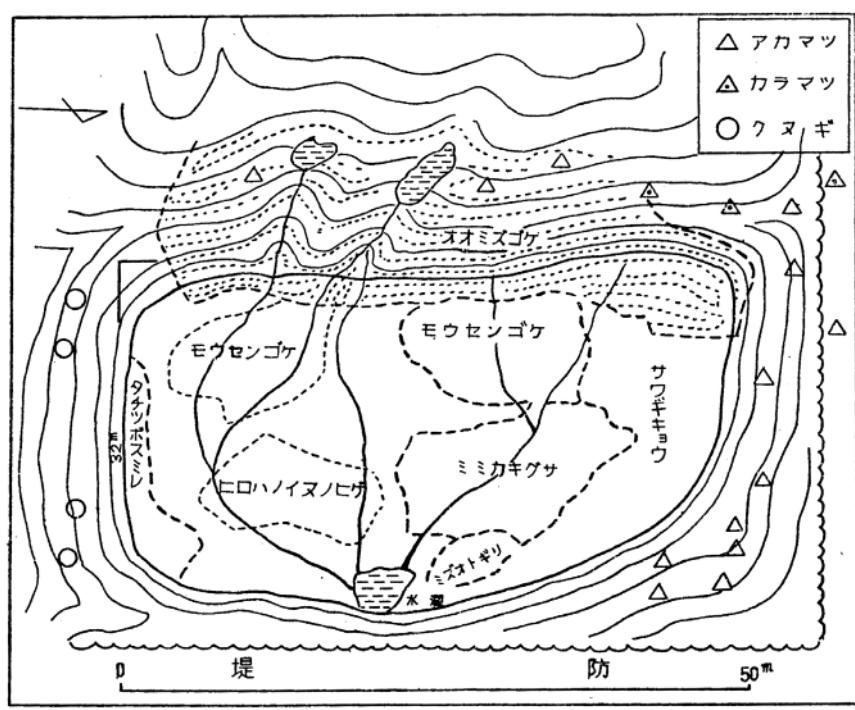 アカマツ
カラマツ
クヌギ
オオミズゴケ
モウセンゴケ
モウセンゴケ
サワギキョウ
タチツボスミレ
32m
ヒロハノイヌノヒゲ
ミミカキグサ
ミズオトギリ
水溜
0 堤 防 50m